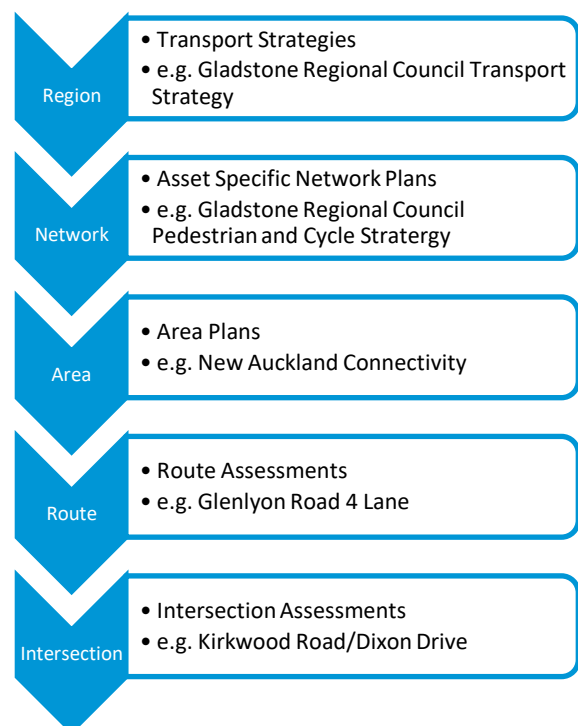 Region
• Transport Strategies
• e.g. Gladstone Regional Council Transport
Strategy
Network
• Asset Specific Network Plans
• e.g. Gladstone Regional Council
Pedestrian and Cycle Stratergy
Area
• Area Plans
• e.g. New Auckland Connectivity
Route
• Route Assessments
• e.g. Glenlyon Road 4 Lane
Intersection
• Intersection Assessments
• e.g. Kirkwood Road/Dixon Drive